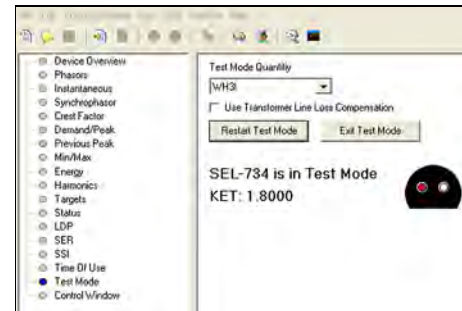 Device Overview
Phasors
Instantaneous
Synchrophasor
Crest Factor
Demand/Peak
Previous Peak
Min/Max
Energy
Harmonics
Targets
Status
LDP
SER
SSI
Time Of Use
Test Mode
Control Window
Test Mode Quantity
WH3I
Use Transformer Line Loss Compensation
Restart Test Mode Exit Test Mode
SEL-734 is in Test Mode
KET: 1.8000